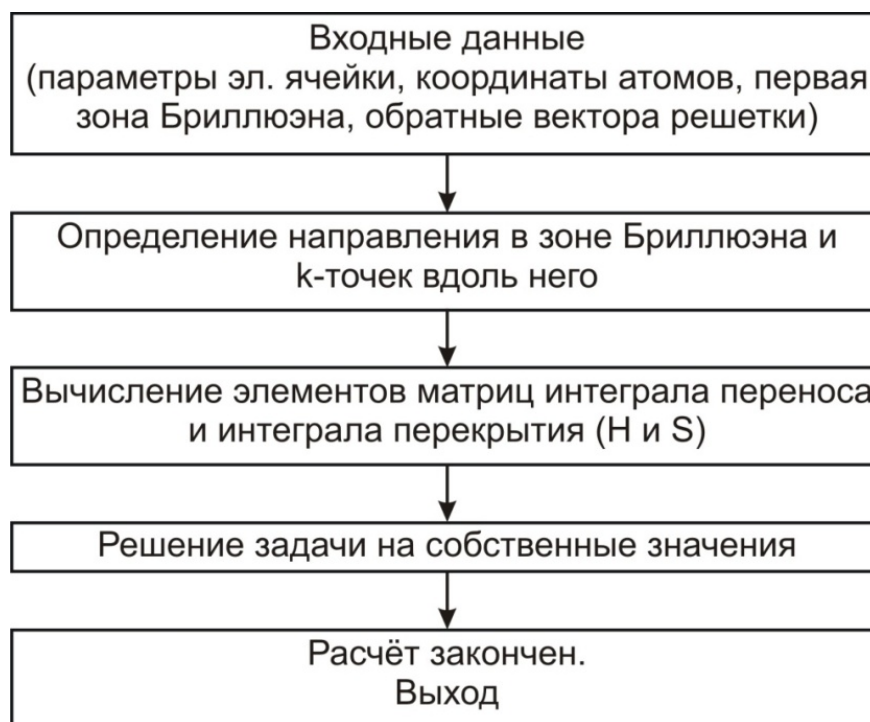 Входные данные
(параметры эл. ячейки, координаты атомов, первая
зона Бриллюэна, обратные вектора решетки)
Определение направления в зоне Бриллюэна и
k-точек вдоль него
Вычисление элементов матриц интеграла переноса
и интеграла перекрытия (H и S)
Решение задачи на собственные значения
Расчёт закончен.
Выход